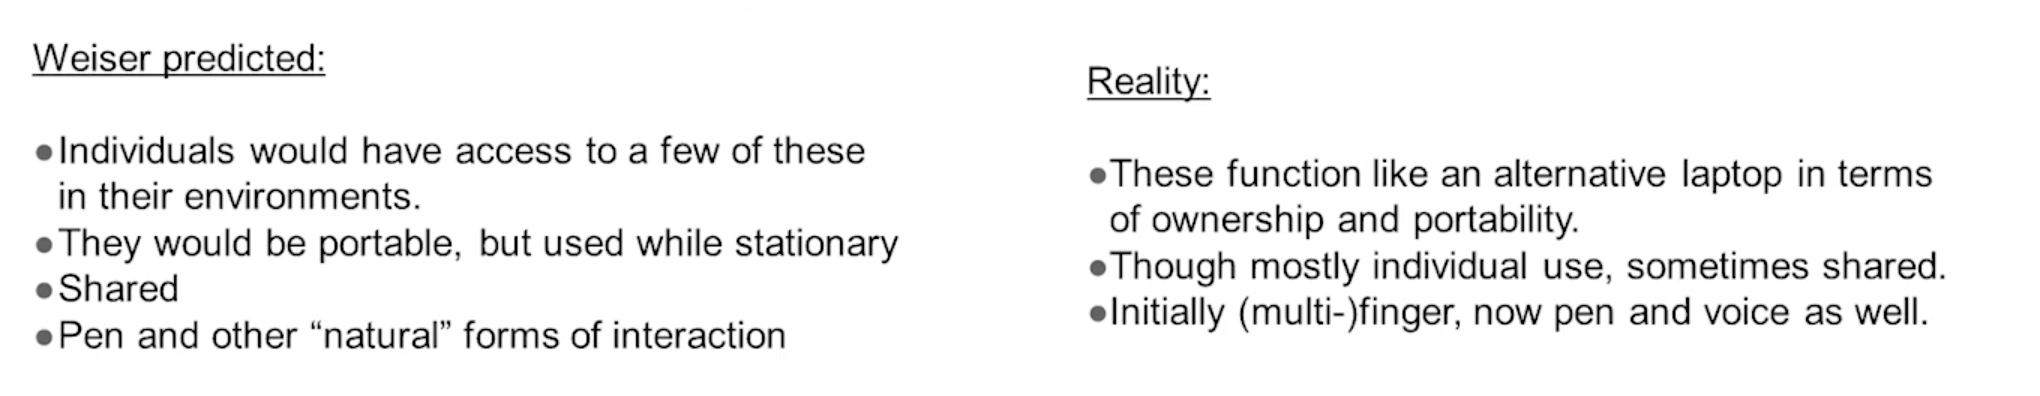 Weiser predicted:
●Individuals would have access to a few of these
in their environments.
●They would be portable, but used while stationary
●Shared
●Pen and other “natural” forms of interaction
Reality:
●These function like an alternative laptop in terms
of ownership and portability.
●Though mostly individual use, sometimes shared.
●Initially (multi-)finger, now pen and voice as well.